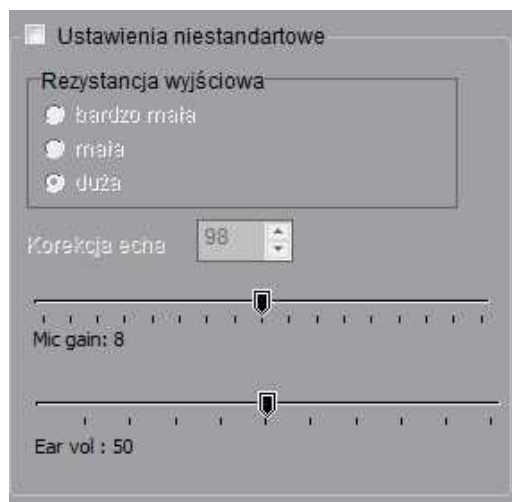 Ustawienia niestandartowe
Rezystancja wyjściowa
bardzo mała
mała
duża
Korekcja echa 98
Mic gain: 8
Ear vol : 50